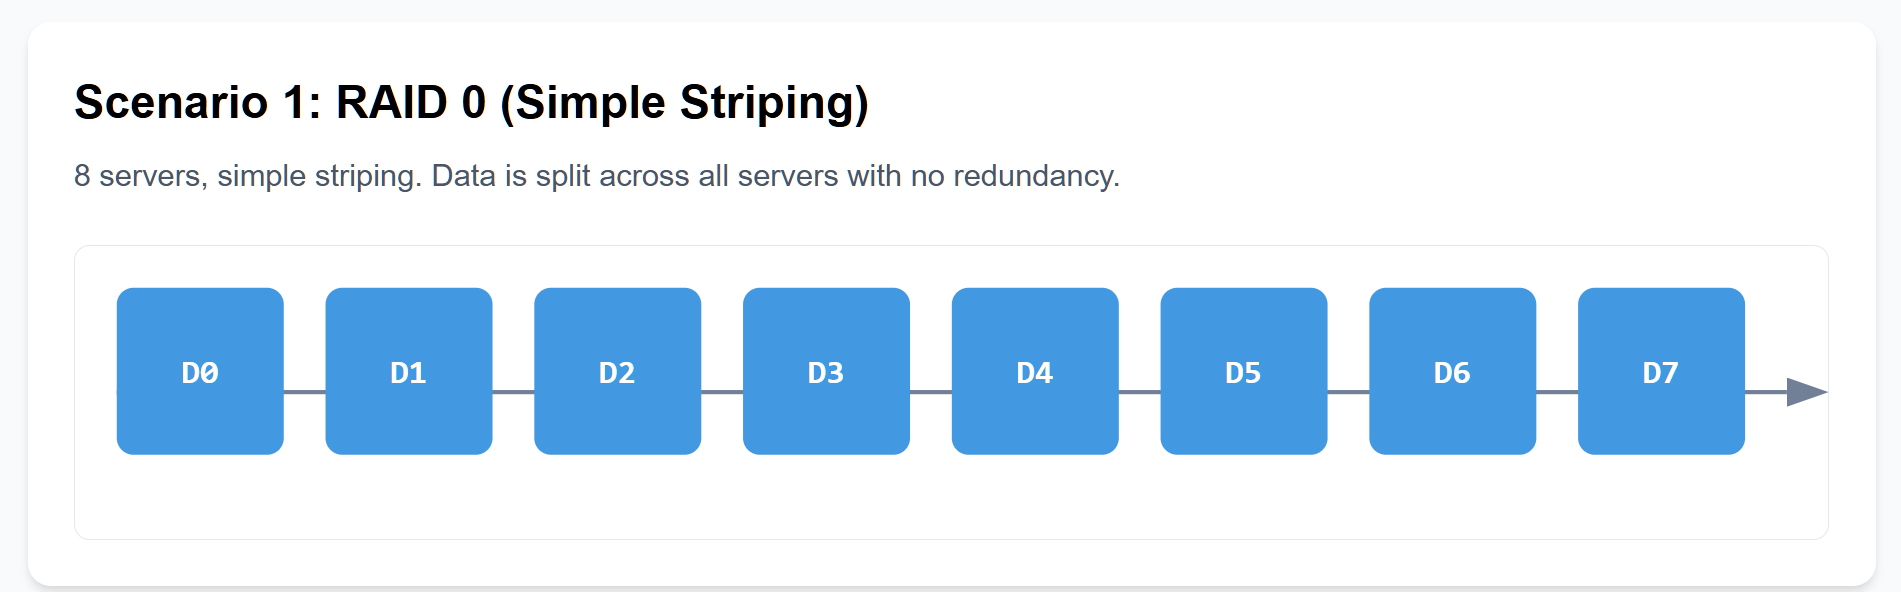 Scenario 1: RAID 0 (Simple Striping)
8 servers, simple striping. Data is split across all servers with no redundancy.
D0 D1 D2 D3 D4 D5 D6 D7